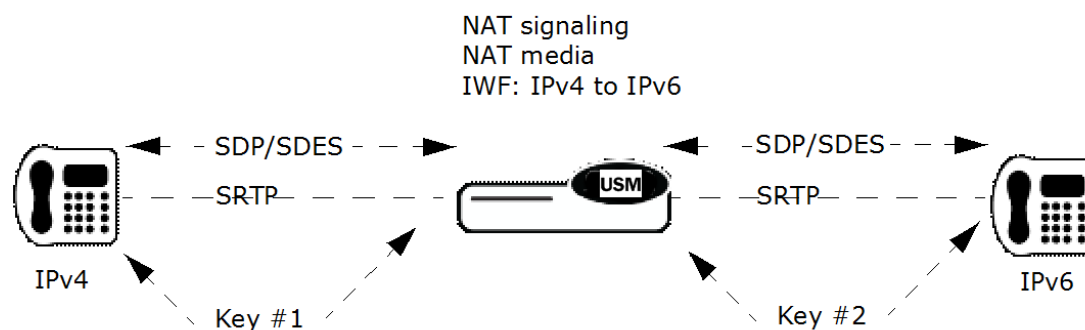 NAT signaling
NAT media
IWF: IPv4 to IPv6
SDP/SDES
SDP/SDES
USM
SRTP
SRTP
IPv4
IPv6
Key #1
Key #2